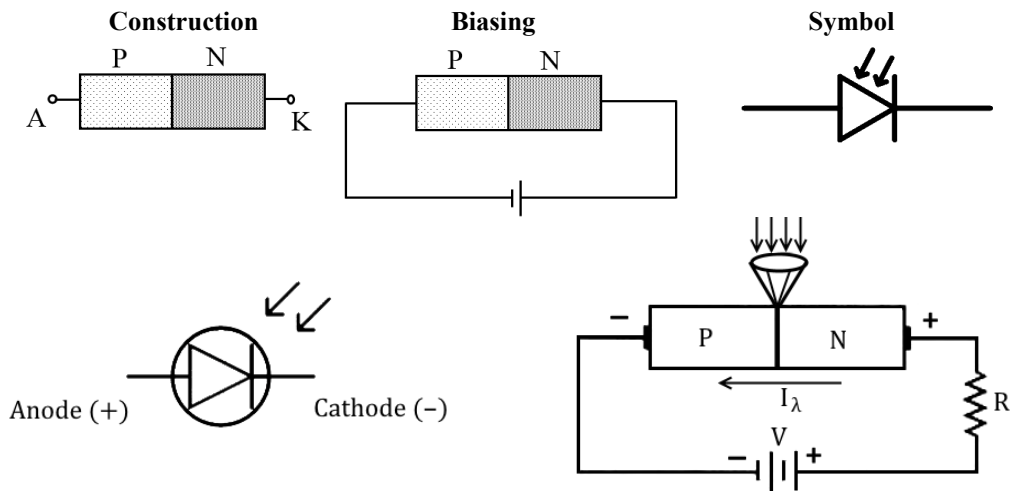 Construction
Biasing
Symbol
P N
A
K
P N
Anode (+)
Cathode (–)
– +
P N
I_λ
R
V
– +